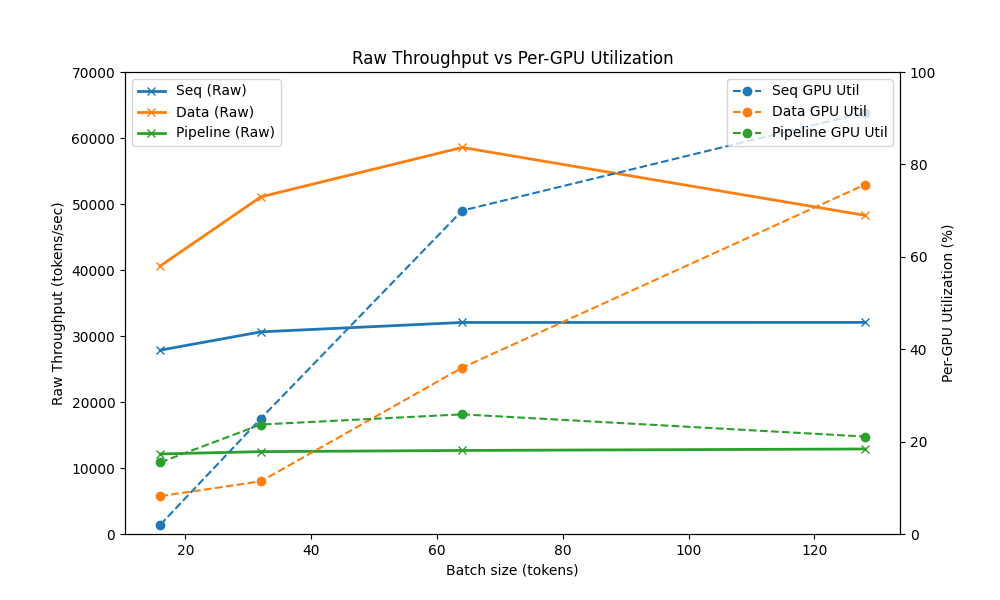 Raw Throughput vs Per-GPU Utilization
Seq (Raw)
Data (Raw)
Pipeline (Raw)
Seq GPU Util
Data GPU Util
Pipeline GPU Util
Raw Throughput (tokens/sec)
70000
60000
50000
40000
30000
20000
10000
0
100
80
60
40
20
0
Per-GPU Utilization (%)
20
40
60
80
100
120
Batch size (tokens)